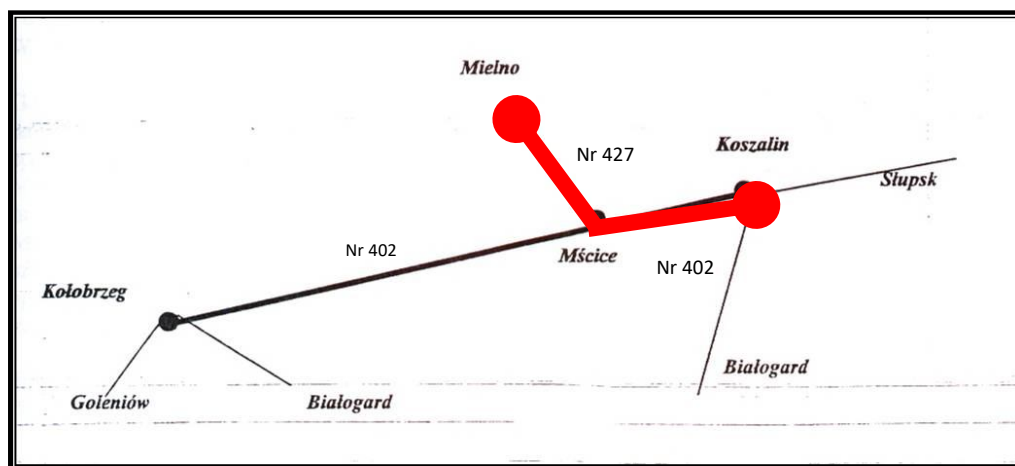 Mielno
Nr 427
Koszalin
Słupsk
Nr 402
Mścice
Nr 402
Kołobrzeg
Białogard
Goleniów
Białogard